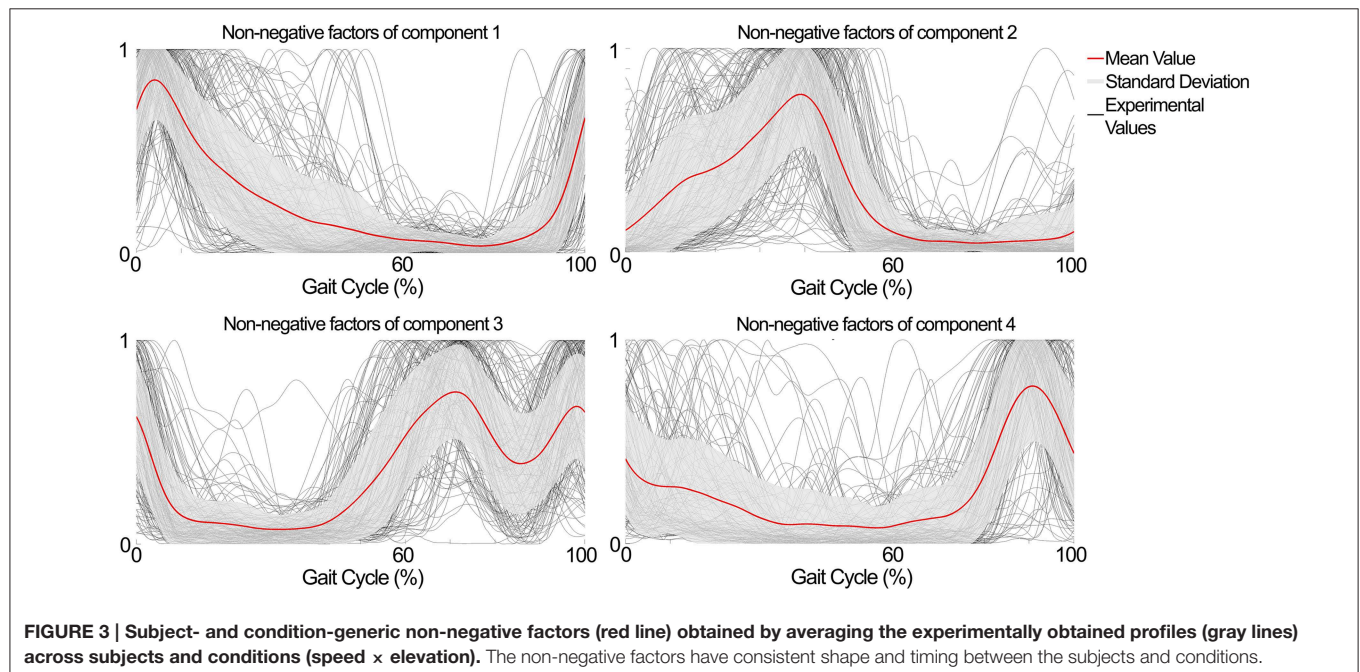 Non-negative factors of component 1
Non-negative factors of component 2
1
0
0
60
100
Gait Cycle (%)
1
0
0
60
100
Gait Cycle (%)
Mean Value
Standard Deviation
Experimental
Values
Non-negative factors of component 3
Non-negative factors of component 4
1
0
0
60
100
Gait Cycle (%)
1
0
0
60
100
Gait Cycle (%)
FIGURE 3 | Subject- and condition-generic non-negative factors (red line) obtained by averaging the experimentally obtained profiles (gray lines)
across subjects and conditions (speed × elevation). The non-negative factors have consistent shape and timing between the subjects and conditions.